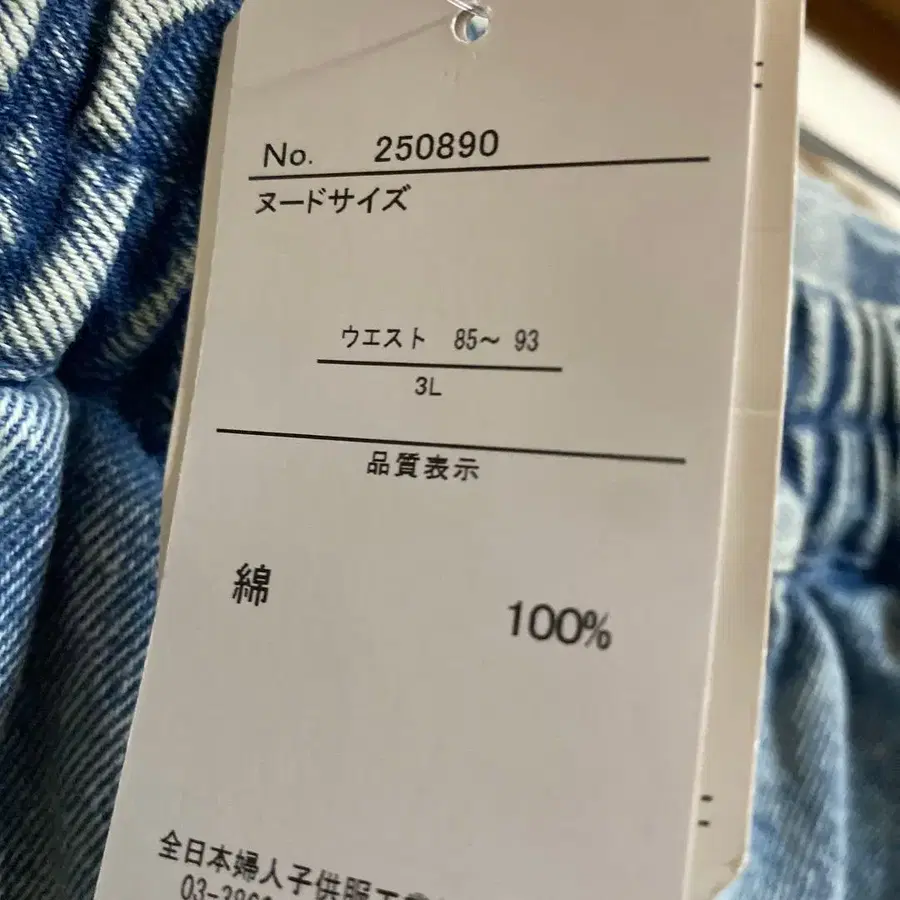 No. 250890
ヌードサイズ
ウエスト 85～ 93
3L
品質表示
綿 100%
全日本婦人子供服工